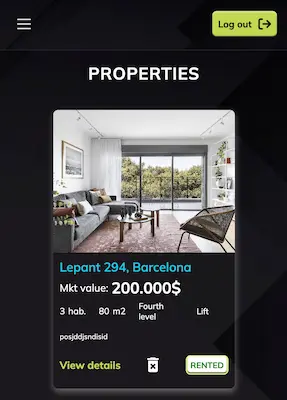 Log out
PROPERTIES
Lepant 294, Barcelona
Mkt value: 200.000$
3 hab. 80 m2 Fourth level Lift
posjddjsndisid
View details RENTED